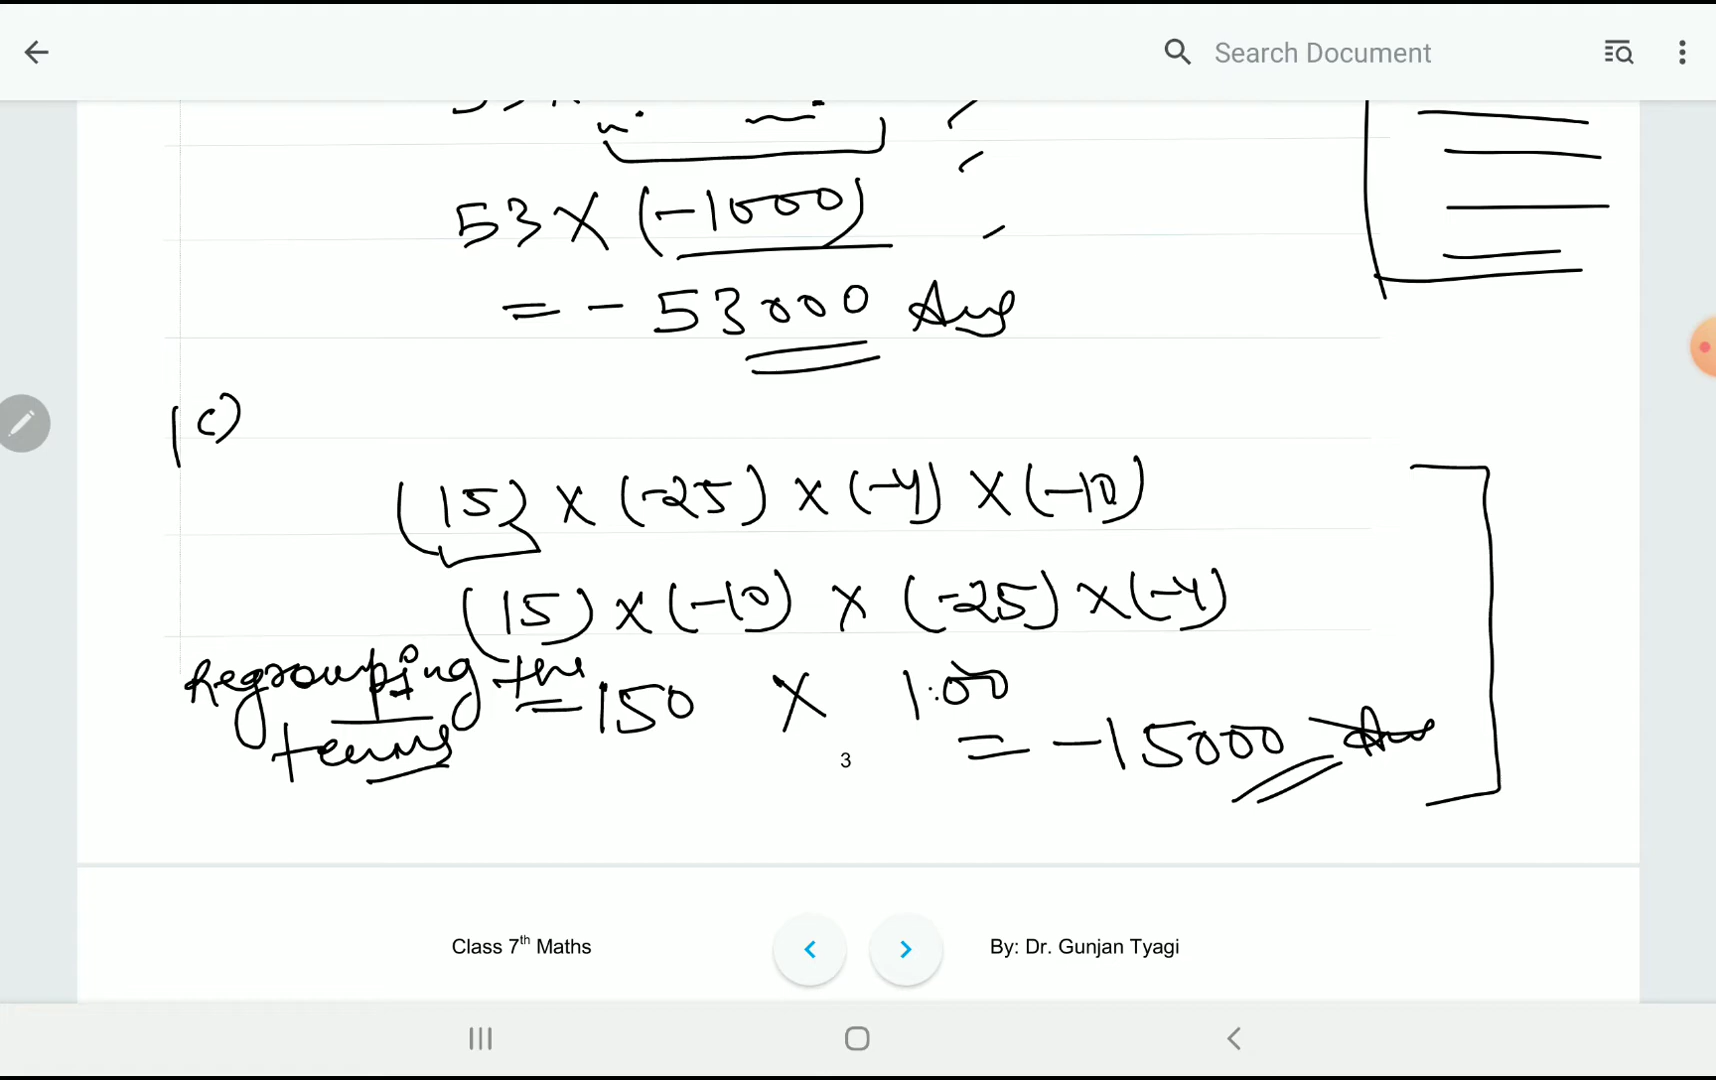 Search Document
53 × (-1000)
= - 53000 Ans
(c)
(15) × (-25) × (-4) × (-10)
(15) × (-10) × (-25) × (-4)
Regrouping the
terms
= 150 × 100
= -15000 Ans
3
Class 7th Maths
By: Dr. Gunjan Tyagi